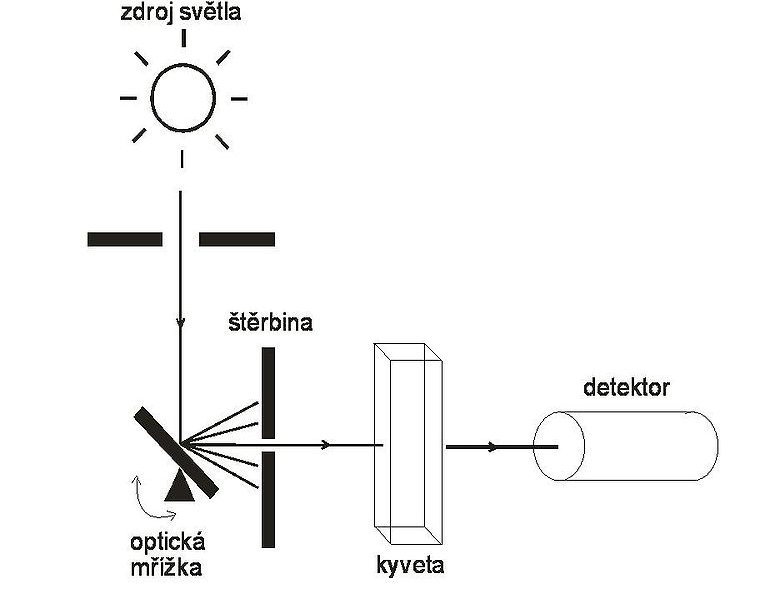 zdroj světla
štěrbina
detektor
optická
mřížka
kyveta